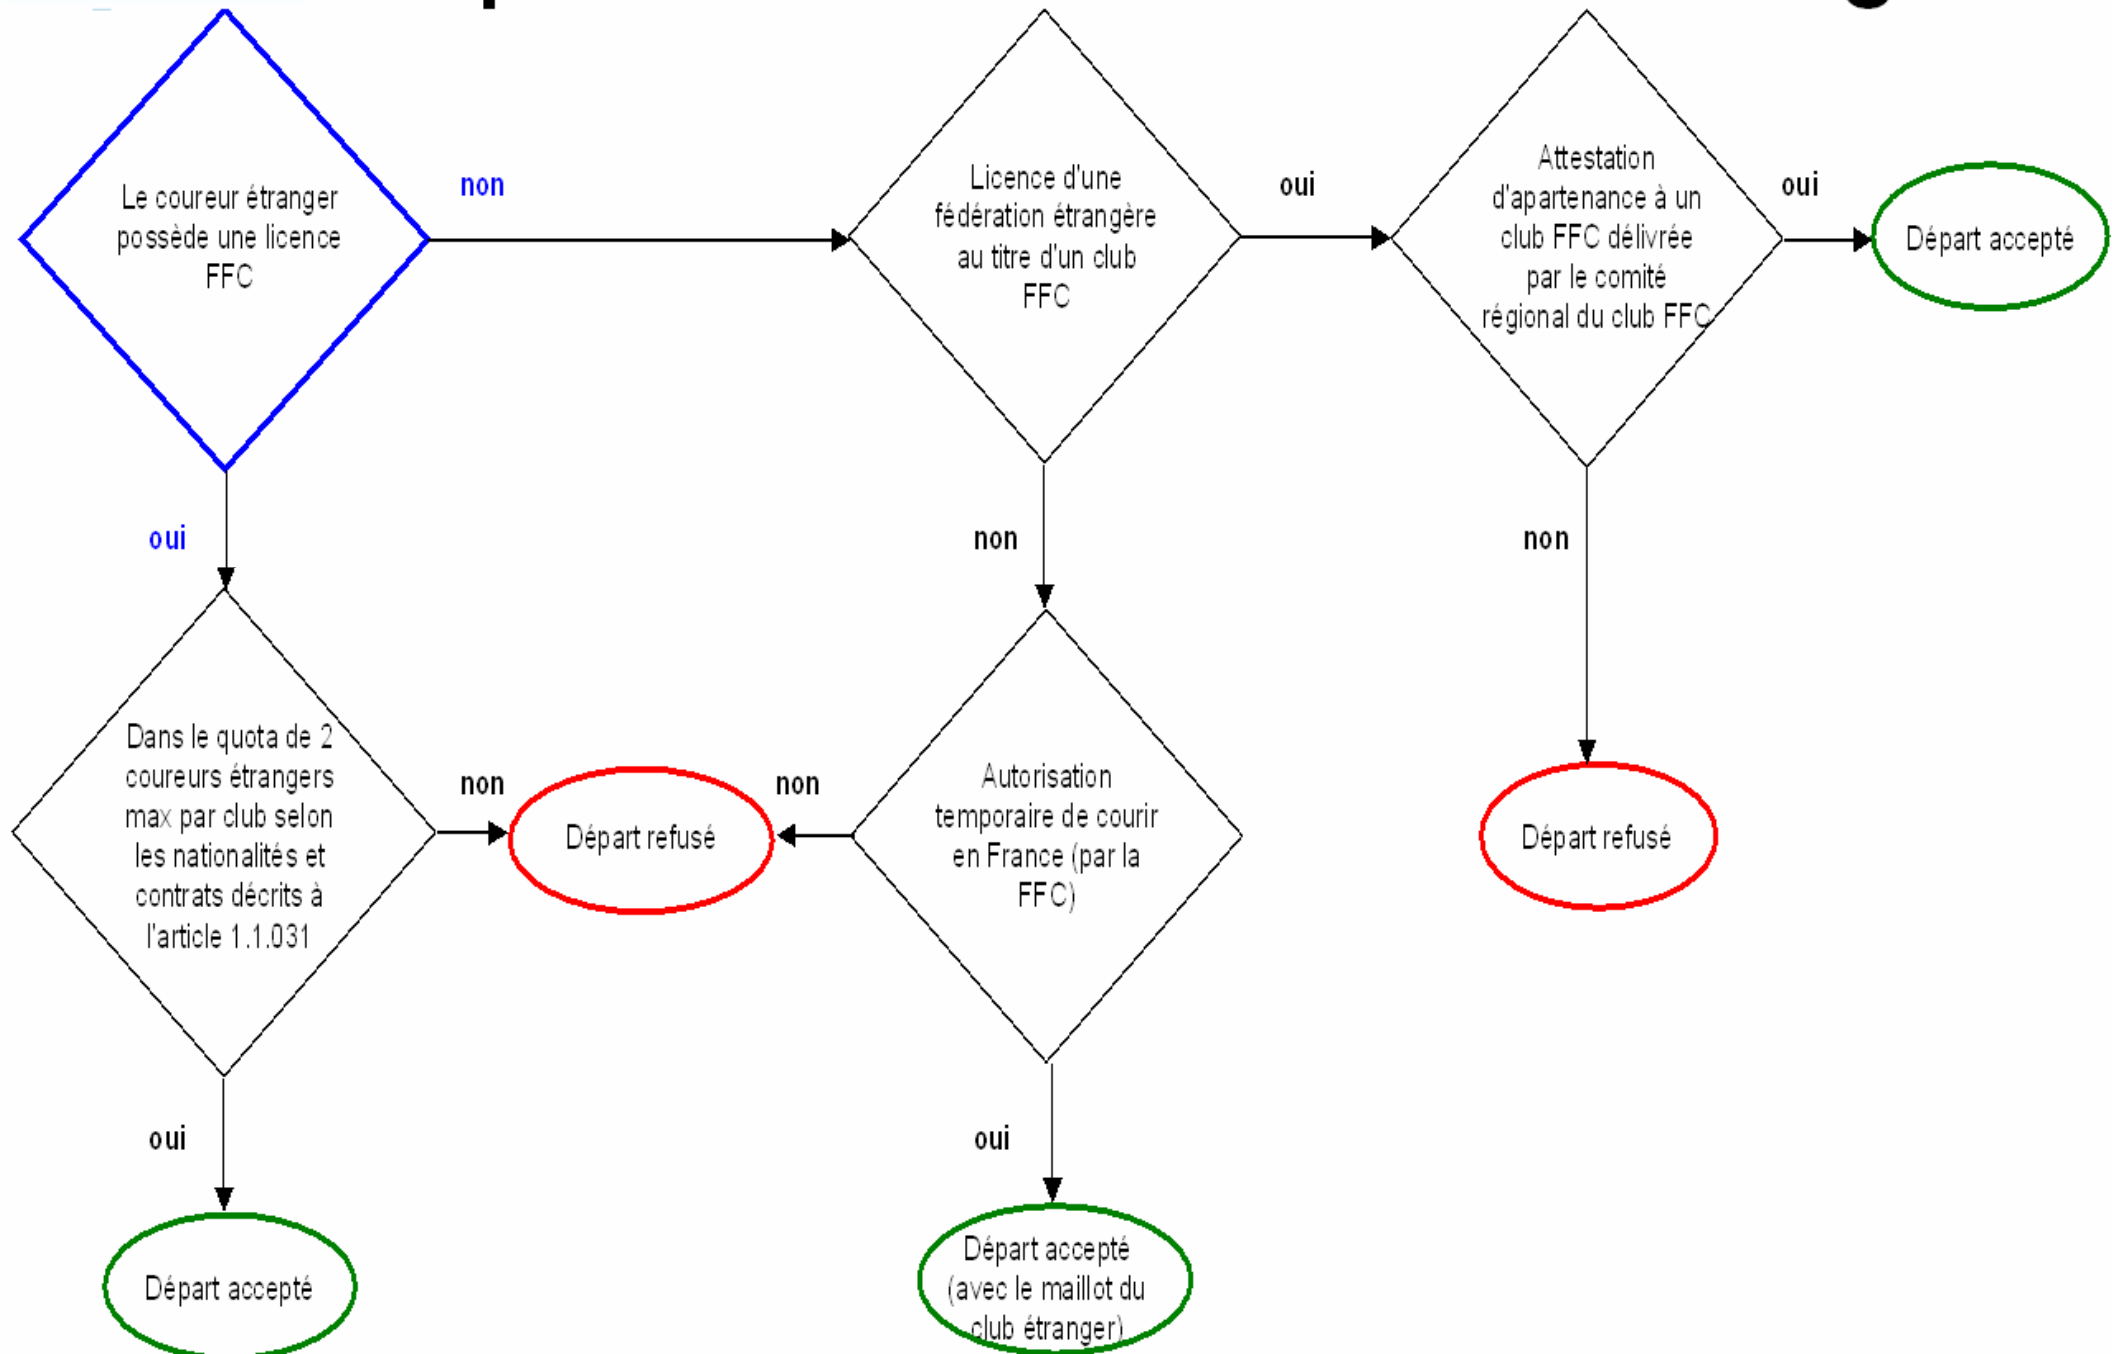 Le coureur étranger
possède une licence
FFC
non
Licence d'une
fédération étrangère
au titre d'un club
FFC
oui
Attestation
d'apartenance à un
club FFC délivrée
par le comité
régional du club FFC
oui
Départ accepté
oui
non
non
Dans le quota de 2
coureurs étrangers
max par club selon
les nationalités et
contrats décrits à
l'article 1.1.031
non
Départ refusé
non
Autorisation
temporaire de courir
en France (par la
FFC)
Départ refusé
oui
oui
Départ accepté
Départ accepté
(avec le maillot du
club étranger)